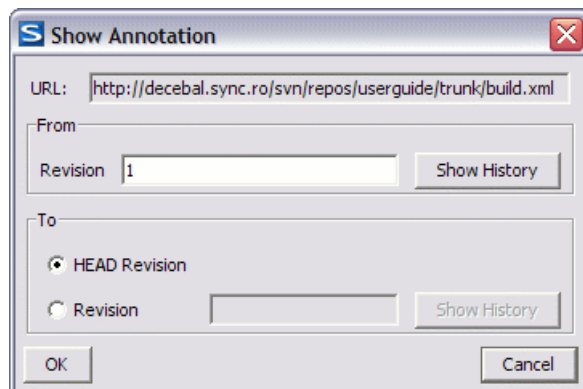 S Show Annotation
URL: http://decebal.sync.ro/svn/repos/userguide/trunk/build.xml
From
Revision 1 Show History
To
HEAD Revision
Revision Show History
OK Cancel